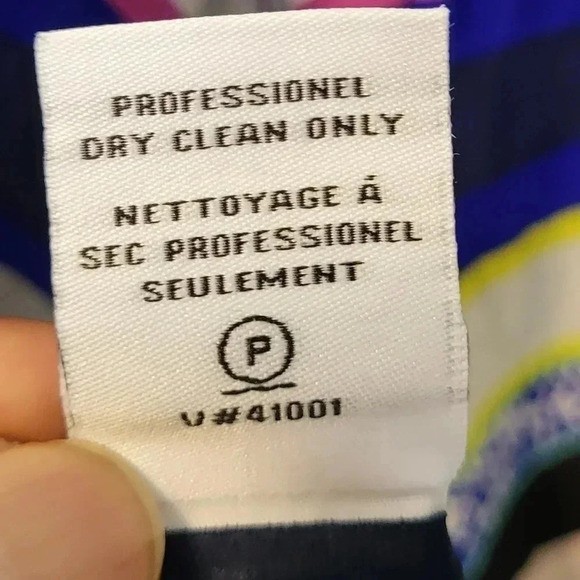 PROFESSIONEL
DRY CLEAN ONLY
NETTOYAGE Á
SEC PROFESSIONEL
SEULEMENT
P
V#41001